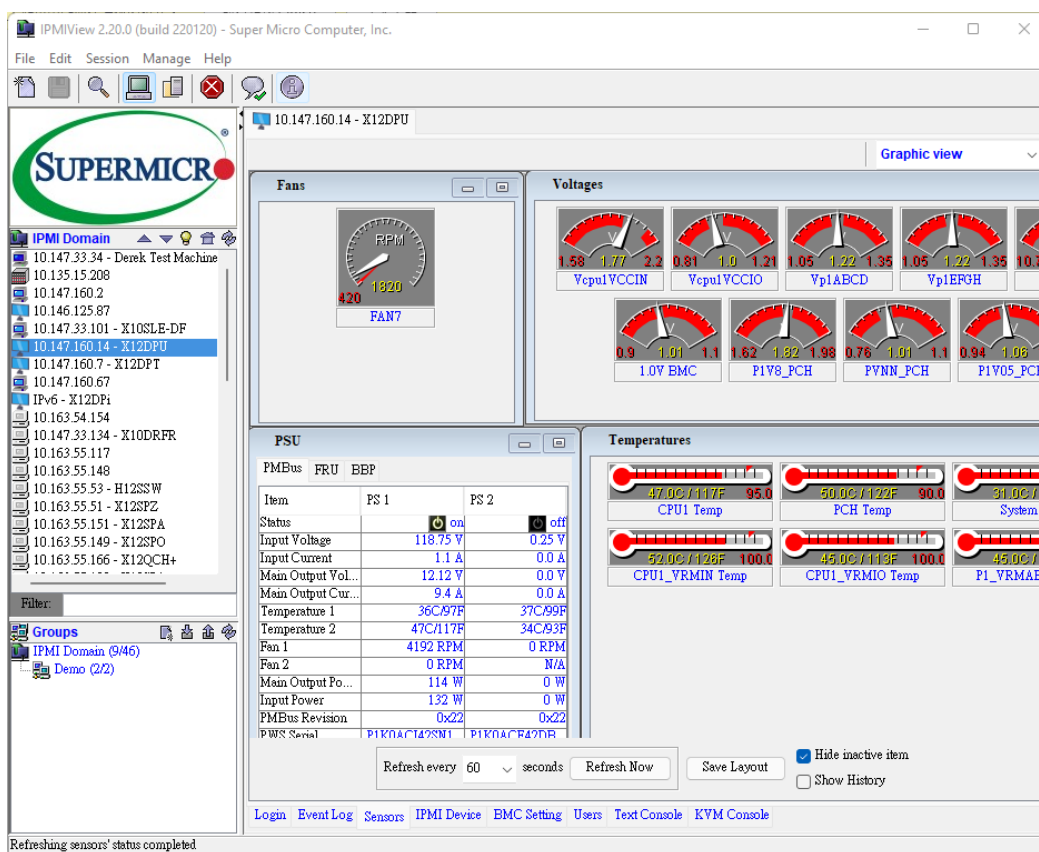 IPMIView 2.20.0 (build 220120) - Super Micro Computer, Inc.
File Edit Session Manage Help
SUPERMICR
®
10.147.160.14 - X12DPU
Graphic view
IPMI Domain
10.147.33.34 - Derek Test Machine
10.135.15.208
10.147.160.2
10.146.125.87
10.147.33.101 - X10SLE-DF
10.147.160.14 - X12DPU
10.147.160.7 - X12DPT
10.147.160.67
IPv6 - X12DPi
10.163.54.154
10.147.33.134 - X10DRFR
10.163.55.117
10.163.55.148
10.163.55.53 - H12SSW
10.163.55.51 - X12SPZ
10.163.55.151 - X12SPA
10.163.55.149 - X12SPO
10.163.55.166 - X12QCH+
Filter:
Groups
IPMI Domain (9/46)
Demo (2/2)
Fans
RPM
1820
420
FAN7
Voltages
1.58 1.77 2.2
Vcpu1VCCIN
0.81 1.0 1.21
Vcpu1VCCIO
1.05 1.22 1.35
Vp1ABCD
1.05 1.22 1.35
Vp1EFGH
0.9 1.01 1.1
1.0V BMC
1.62 1.82 1.98
P1V8_PCH
0.76 1.01 1.1
PVNN_PCH
0.94 1.06
P1V05_PCH
PSU
PMBus FRU BBP
Item PS 1 PS 2
Status on off
Input Voltage 118.75 V 0.25 V
Input Current 1.1 A 0.0 A
Main Output Vol... 12.12 V 0.0 V
Main Output Cur... 9.4 A 0.0 A
Temperature 1 36C/97F 37C/99F
Temperature 2 47C/117F 34C/93F
Fan 1 4192 RPM 0 RPM
Fan 2 0 RPM N/A
Main Output Po... 114 W 0 W
Input Power 132 W 0 W
PMBus Revision 0x22 0x22
PWS Serial
Temperatures
47.0C/117F 95.0
CPU1 Temp
50.0C/122F 90.0
PCH Temp
31.0C/
System
52.0C/126F 100.0
CPU1_VRMIN Temp
45.0C/113F 100.0
CPU1_VRMIO Temp
45.0C/
Refresh every 60 seconds Refresh Now Save Layout
Hide inactive item
Show History
Login Event Log Sensors IPMI Device BMC Setting Users Text Console KVM Console
Refreshing sensors' status completed